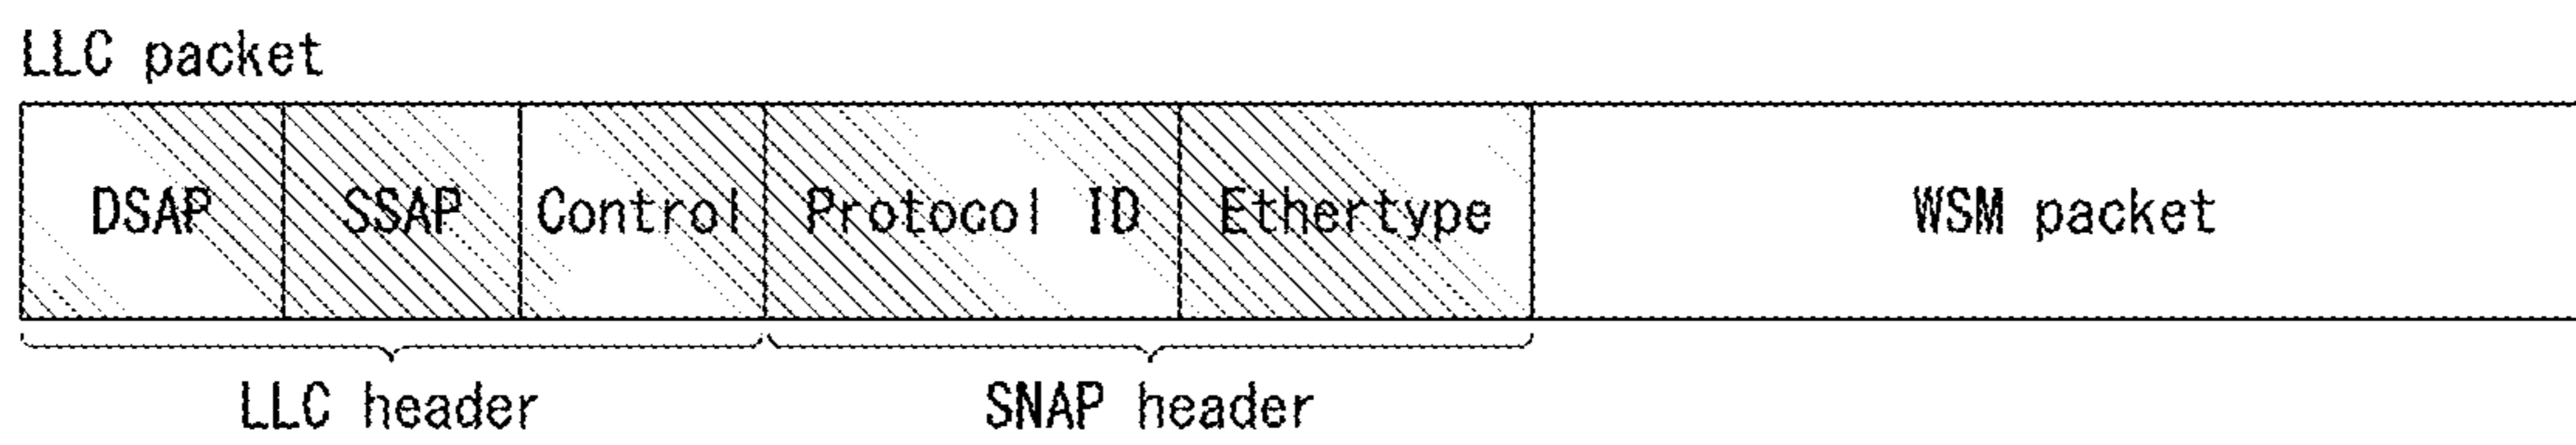 LLC packet
DSAP SSAP Control Protocol ID Ethertype WSM packet
LLC header SNAP header